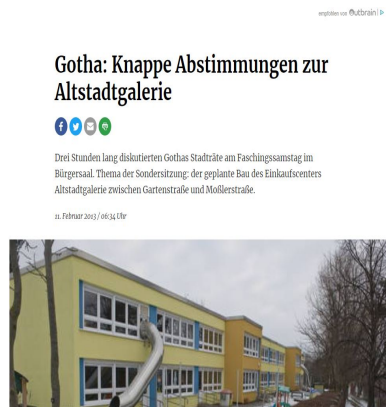 empfohlen von Outbrain
Gotha: Knappe Abstimmungen zur
Altstadtgalerie
Drei Stunden lang diskutierten Gothas Stadträte am Faschingssamstag im
Bürgersaal. Thema der Sondersitzung: der geplante Bau des Einkaufscenters
Altstadtgalerie zwischen Gartenstraße und Moßlerstraße.
11. Februar 2013 / 06:34 Uhr